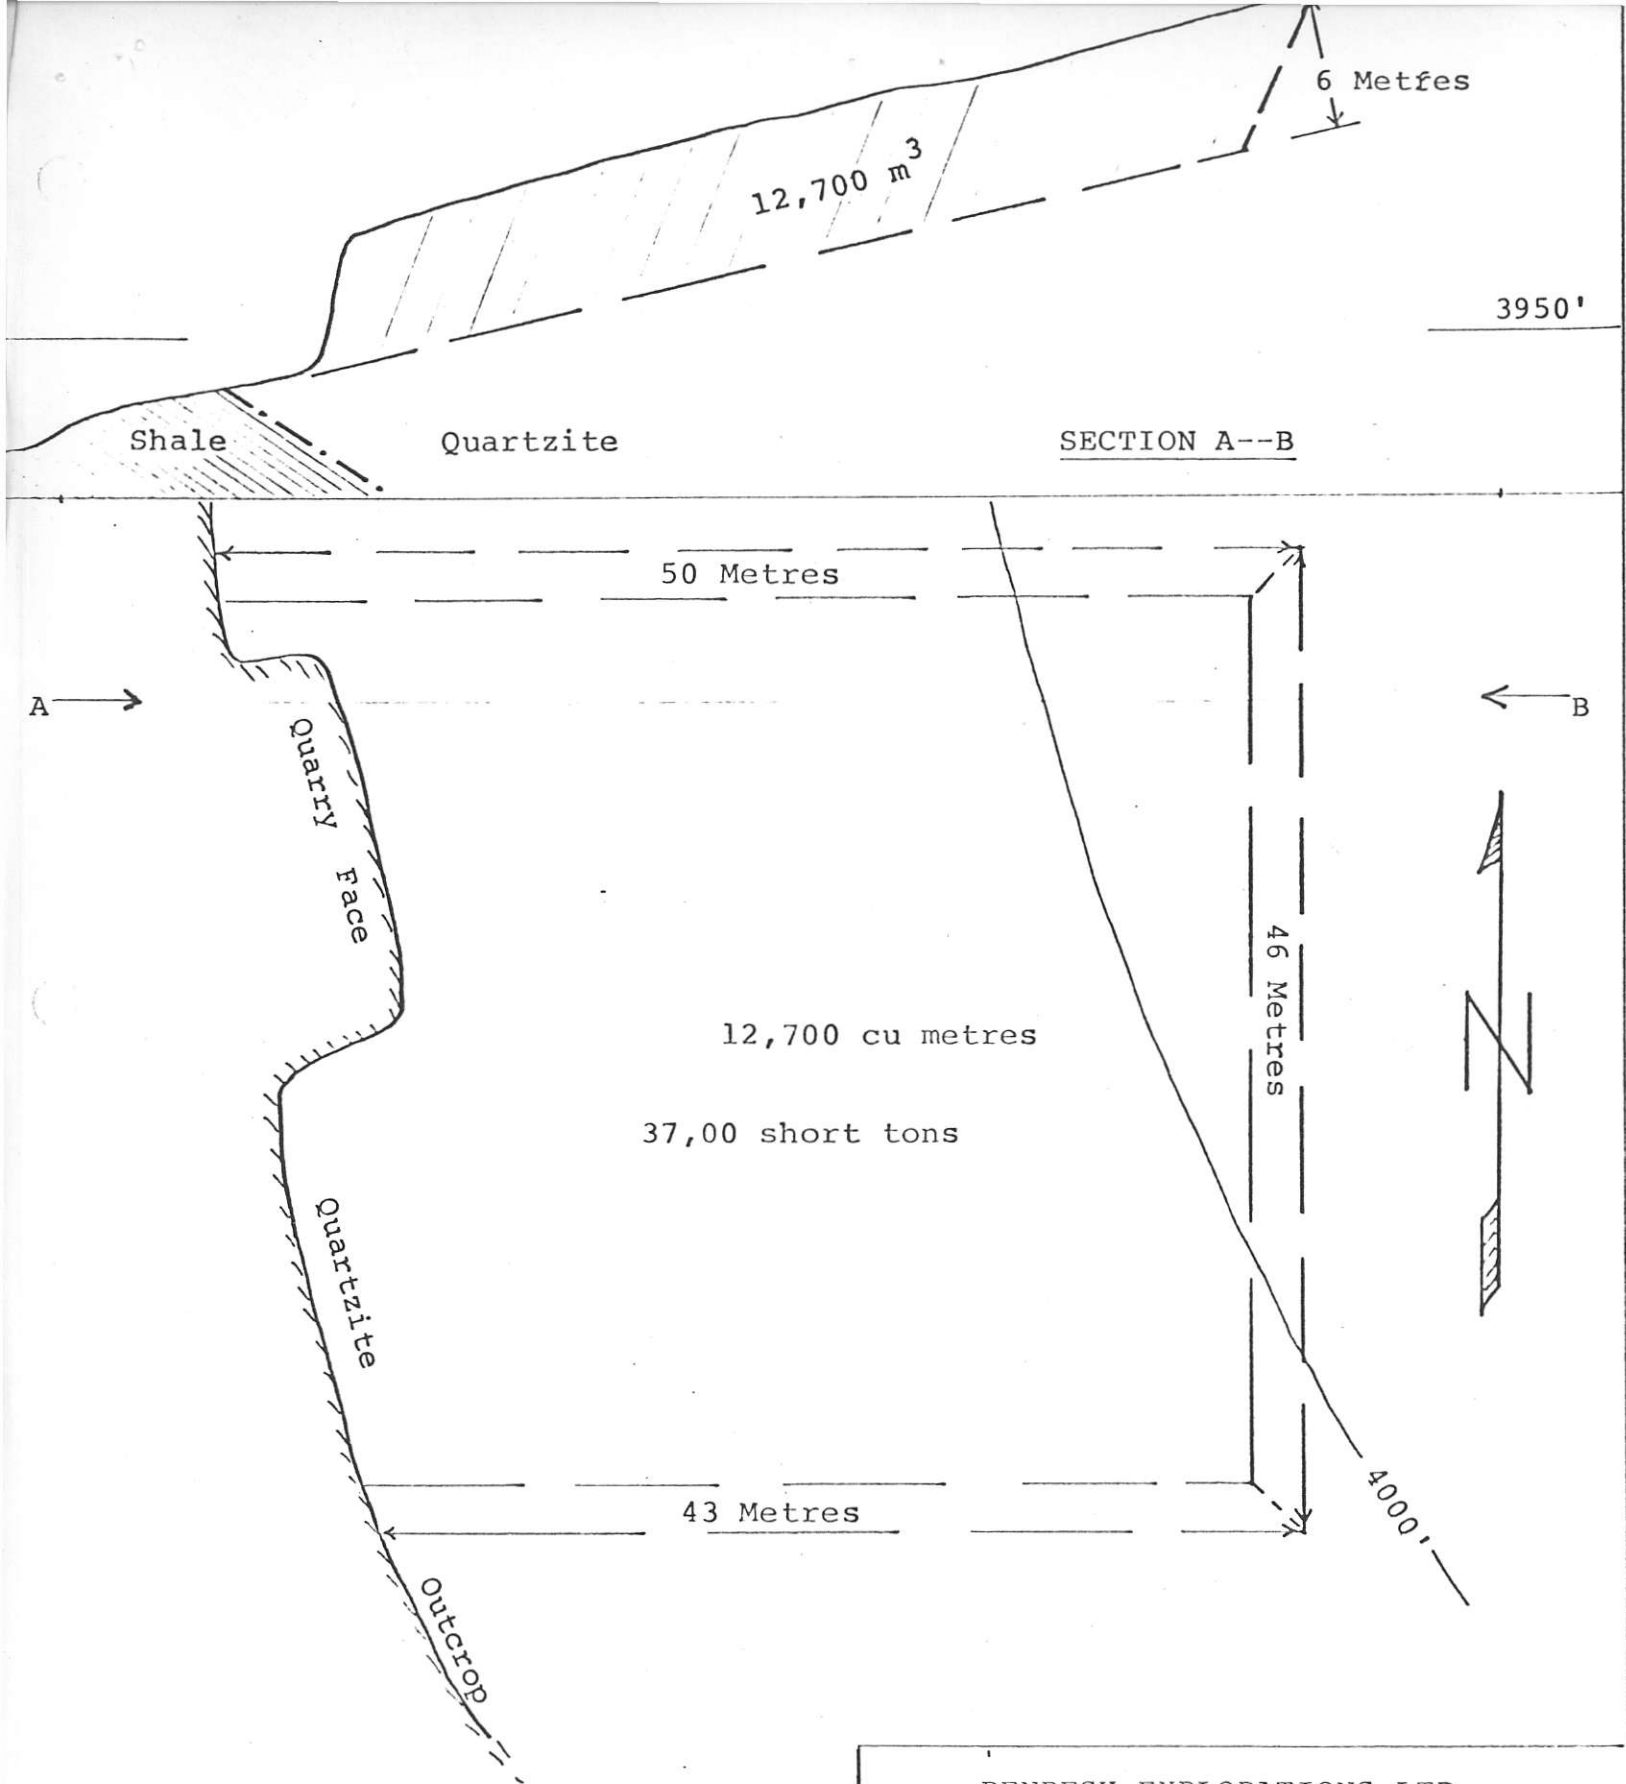 6 Metres
12,700 m³
3950'
Shale
Quartzite
SECTION A--B
50 Metres
A
B
Quarry Face
46 Metres
N
12,700 cu metres
37,00 short tons
Quartzite
43 Metres
4000'
Outcrop